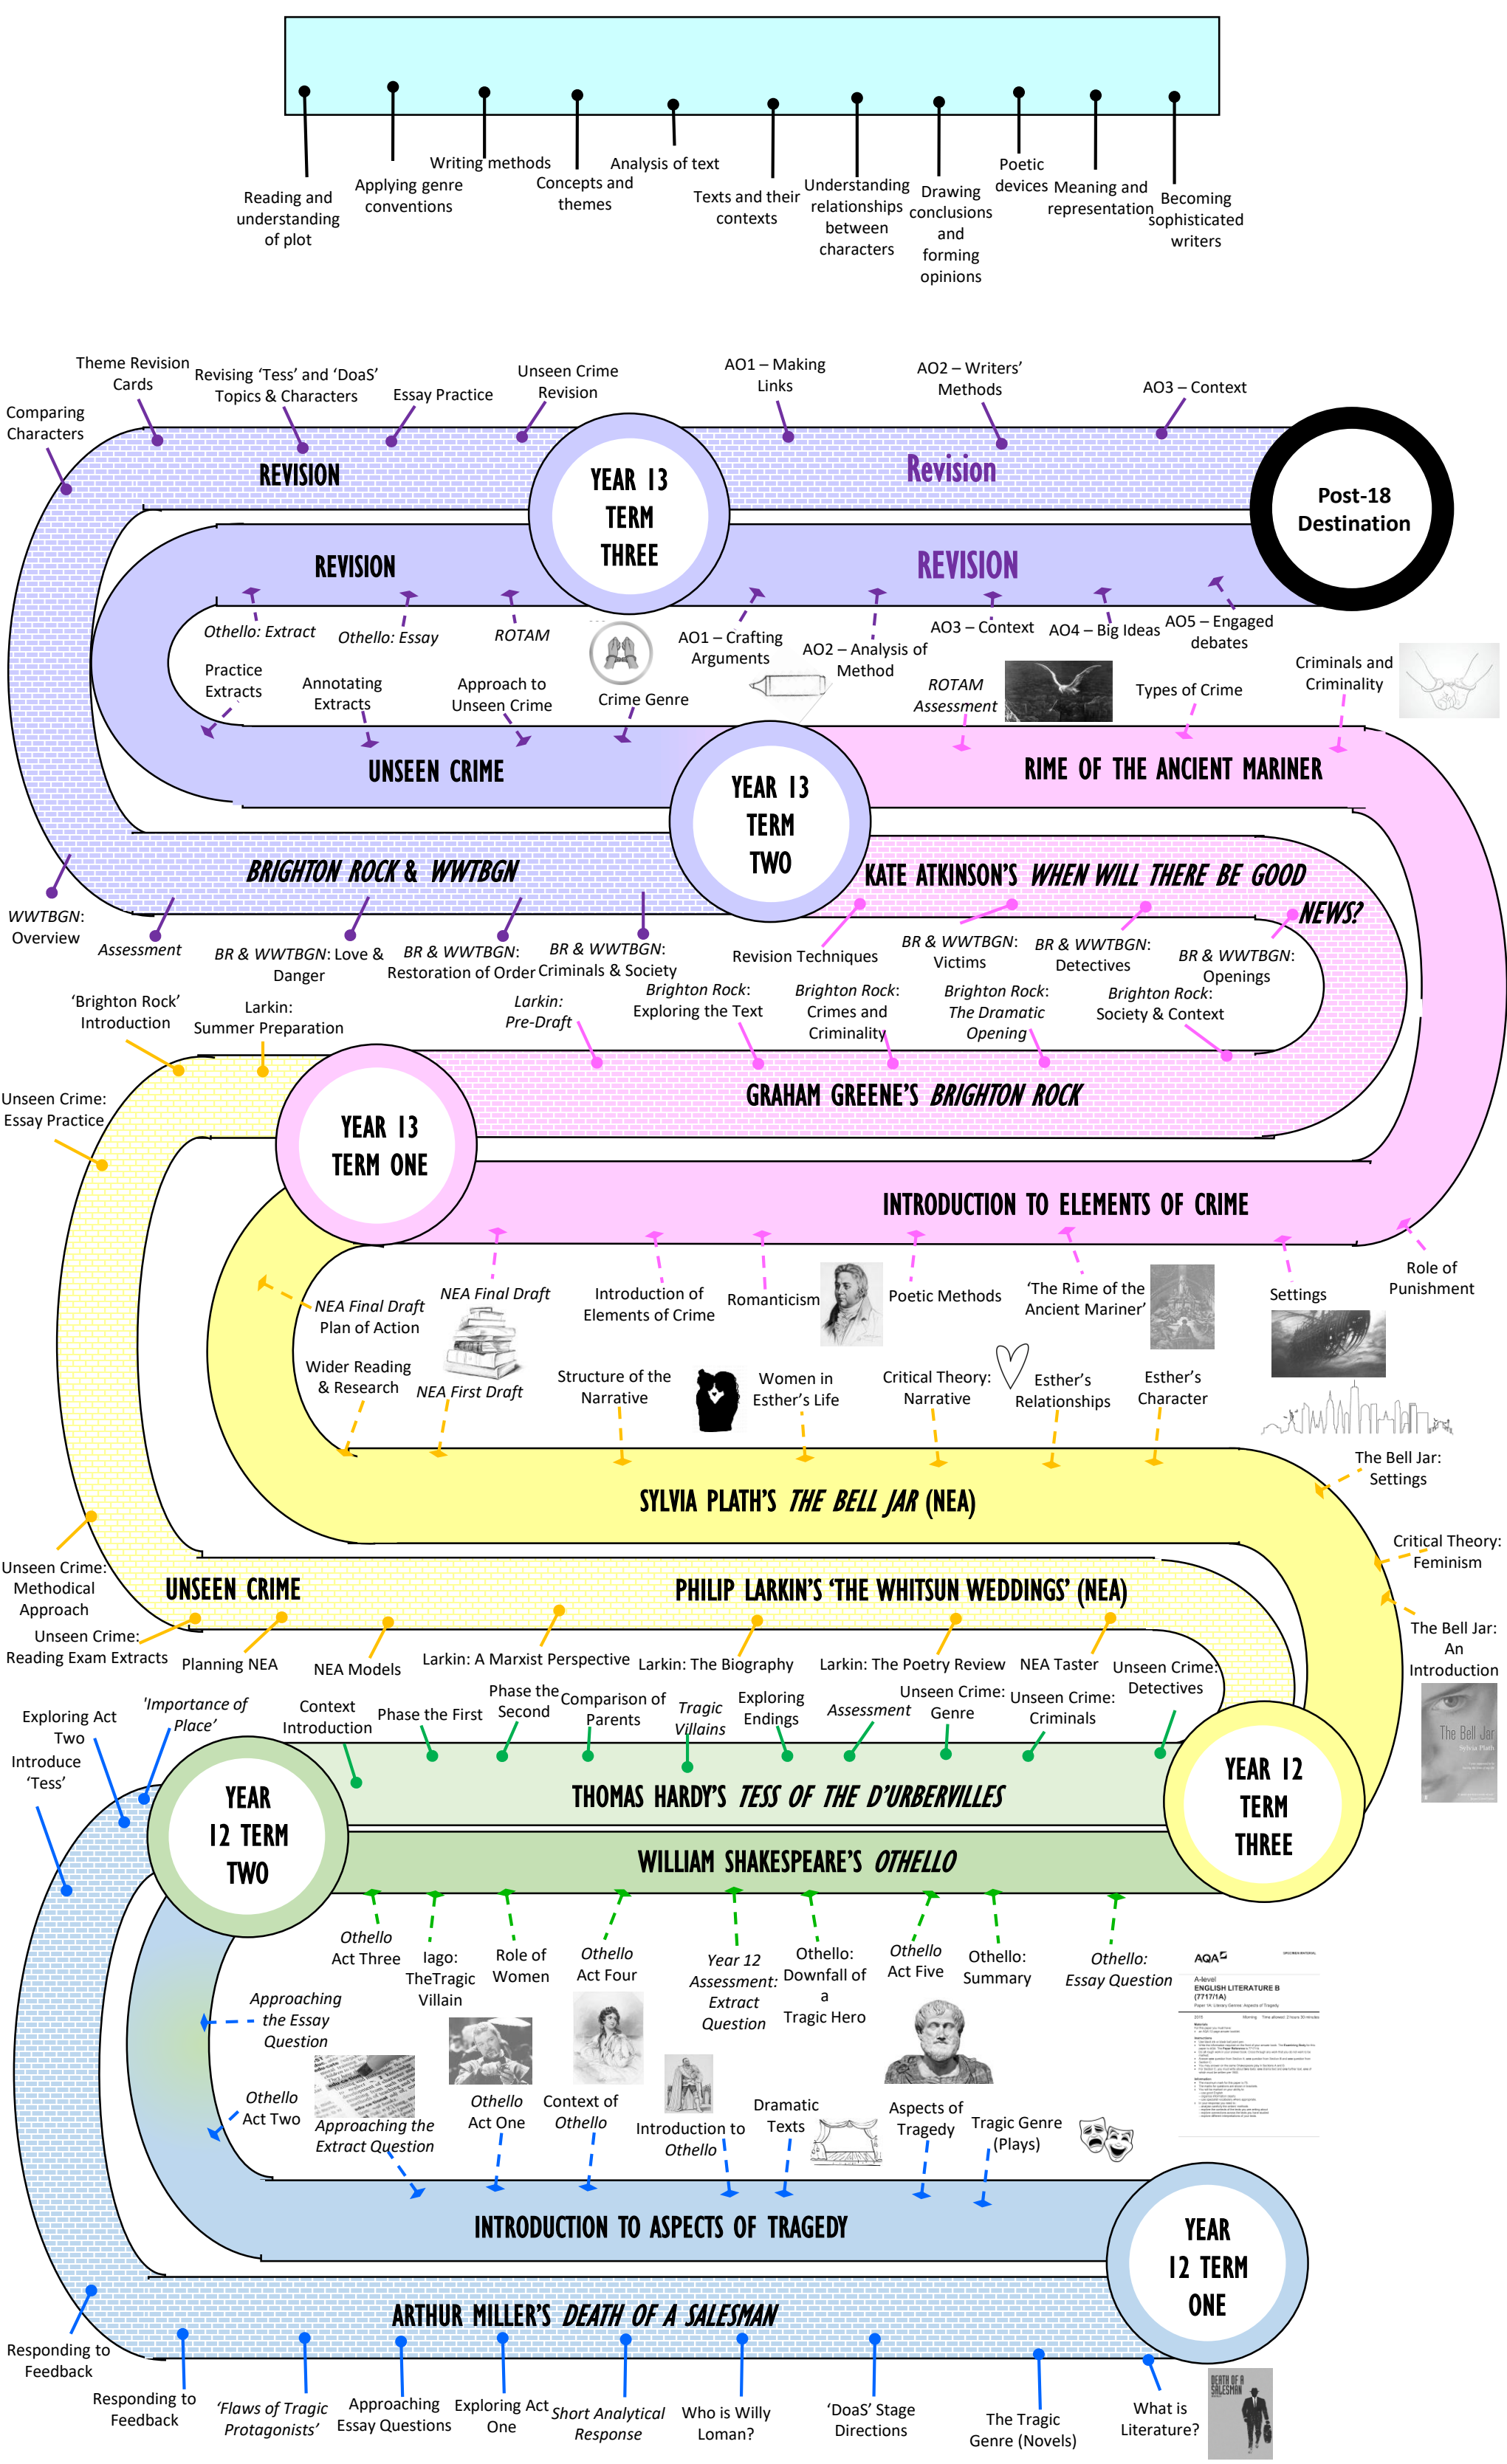 Reading and
understanding
of plot
Applying genre
conventions
Writing methods
Concepts and
themes
Analysis of text
Texts and their
contexts
Understanding
relationships
between
characters
Drawing
conclusions
and
forming
opinions
Poetic
devices
Meaning and
representation
Becoming
sophisticated
writers
Comparing
Characters
Theme Revision
Cards
Revising ‘Tess’ and ‘DoaS’
Topics & Characters
Essay Practice
Unseen Crime
Revision
AO1 – Making
Links
AO2 – Writers’
Methods
AO3 – Context
REVISION
YEAR 13
TERM
THREE
Revision
Post-18
Destination
REVISION
REVISION
Othello: Extract
Othello: Essay
ROTAM
AO1 – Crafting
Arguments
AO2 – Analysis of
Method
AO3 – Context
AO4 – Big Ideas
AO5 – Engaged
debates
Practice
Extracts
Annotating
Extracts
Approach to
Unseen Crime
Crime Genre
ROTAM
Assessment
Types of Crime
Criminals and
Criminality
UNSEEN CRIME
YEAR 13
TERM
TWO
RIME OF THE ANCIENT MARINER
BRIGHTON ROCK & WWTBGN
KATE ATKINSON’S WHEN WILL THERE BE GOOD
NEWS?
WWTBGN:
Overview
Assessment
BR & WWTBGN: Love &
Danger
BR & WWTBGN:
Restoration of Order
BR & WWTBGN:
Criminals & Society
Revision Techniques
BR & WWTBGN:
Victims
BR & WWTBGN:
Detectives
BR & WWTBGN:
Openings
‘Brighton Rock’
Introduction
Larkin:
Summer Preparation
Larkin:
Pre-Draft
Brighton Rock:
Exploring the Text
Brighton Rock:
Crimes and
Criminality
Brighton Rock:
The Dramatic
Opening
Brighton Rock:
Society & Context
Unseen Crime:
Essay Practice
YEAR 13
TERM ONE
GRAHAM GREENE’S BRIGHTON ROCK
INTRODUCTION TO ELEMENTS OF CRIME
NEA Final Draft
Plan of Action
NEA Final Draft
Introduction of
Elements of Crime
Romanticism
Poetic Methods
‘The Rime of the
Ancient Mariner’
Settings
Role of
Punishment
Wider Reading
& Research
NEA First Draft
Structure of the
Narrative
Women in
Esther’s Life
Critical Theory:
Narrative
Esther’s
Relationships
Esther’s
Character
The Bell Jar:
Settings
SYLVIA PLATH’S THE BELL JAR (NEA)
Critical Theory:
Feminism
The Bell Jar:
An
Introduction
The Bell Jar
Sylvia Plath
Unseen Crime:
Methodical
Approach
UNSEEN CRIME
PHILIP LARKIN’S ‘THE WHITSUN WEDDINGS’ (NEA)
Unseen Crime:
Reading Exam Extracts
Planning NEA
NEA Models
Larkin: A Marxist Perspective
Larkin: The Biography
Larkin: The Poetry Review
NEA Taster
Unseen Crime:
Detectives
Exploring Act
Two
Introduce
‘Tess’
'Importance of
Place’
Context
Introduction
Phase the First
Phase the
Second
Comparison of
Parents
Tragic
Villains
Exploring
Endings
Assessment
Unseen Crime:
Genre
Unseen Crime:
Criminals
YEAR
12 TERM
TWO
THOMAS HARDY’S TESS OF THE D’URBERVILLES
YEAR 12
TERM
THREE
WILLIAM SHAKESPEARE’S OTHELLO
Othello
Act Three
Iago:
TheTragic
Villain
Role of
Women
Othello
Act Four
Year 12
Assessment:
Extract
Question
Othello:
Downfall of
a
Tragic Hero
Othello
Act Five
Othello:
Summary
Othello:
Essay Question
AQA
A-level
ENGLISH LITERATURE B
(7717/1A)
Paper 1A Literary Genres: Aspects of Tragedy
Approaching
the Essay
Question
Othello
Act Two
Approaching the
Extract Question
Othello
Act One
Context of
Othello
Introduction to
Othello
Dramatic
Texts
Aspects of
Tragedy
Tragic Genre
(Plays)
INTRODUCTION TO ASPECTS OF TRAGEDY
YEAR
12 TERM
ONE
ARTHUR MILLER’S DEATH OF A SALESMAN
Responding to
Feedback
Responding to
Feedback
‘Flaws of Tragic
Protagonists’
Approaching
Essay Questions
Exploring Act
One
Short Analytical
Response
Who is Willy
Loman?
‘DoaS’ Stage
Directions
The Tragic
Genre (Novels)
What is
Literature?
DEATH OF A
SALESMAN